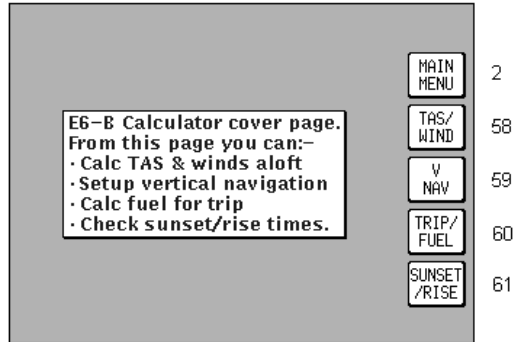 E6-B Calculator cover page.
From this page you can:-
· Calc TAS & winds aloft
· Setup vertical navigation
· Calc fuel for trip
· Check sunset/rise times.
MAIN
MENU
2
TAS/
WIND
58
V
NAV
59
TRIP/
FUEL
60
SUNSET
/RISE
61